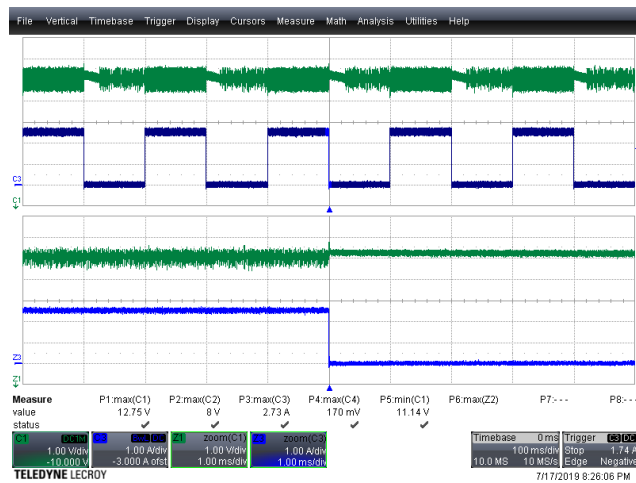 File Vertical Timebase Trigger Display Cursors Measure Math Analysis Utilities Help
C3
C1
Z3
Z1
Measure P1:max(C1) P2:max(C2) P3:max(C3) P4:max(C4) P5:min(C1) P6:max(Z2) P7:- - - P8:- -
value 12.75 V 8 V 2.73 A 170 mV 11.14 V
status
C1 DC1M Z1 zoom(C1) zoom(C3) Timebase 0 ms Trigger C3 DC
1.00 V/div 1.00 A/div 1.00 V/div 1.00 A/div 100 ms/div Stop 1.74 A
-10.000 V -3.000 A ofst 1.00 ms/div 1.00 ms/div 10.0 MS 10 MS/s Edge Negative
TELEDYNE LECROY 7/17/2019 8:26:06 PM